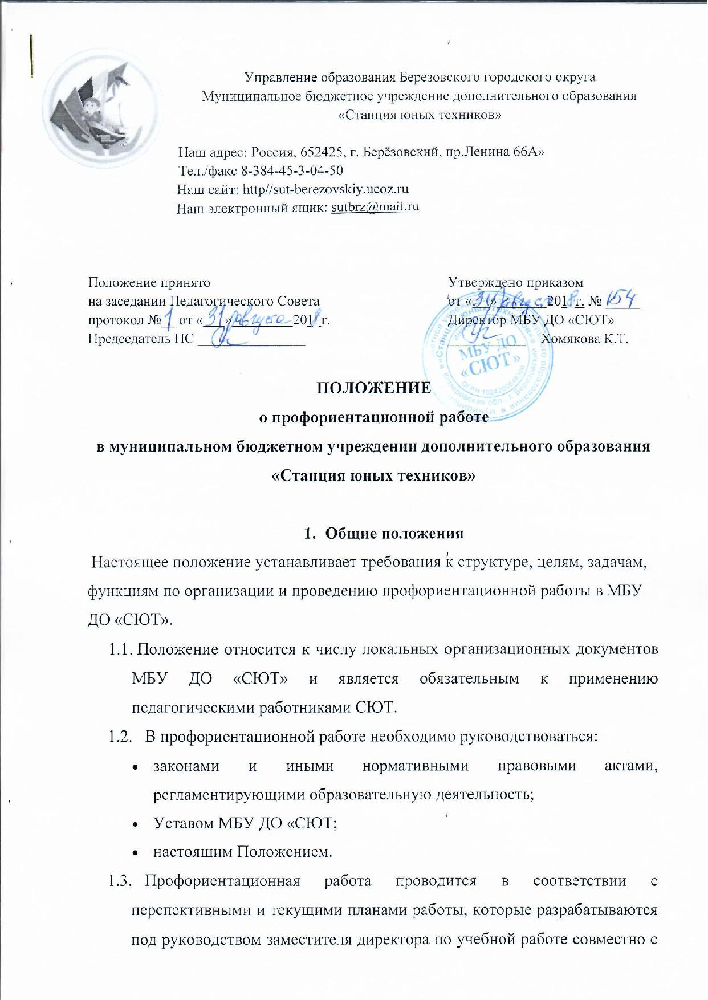 Управление образования Березовского городского округа
Муниципальное бюджетное учреждение дополнительного образования
«Станция юных техников»
Наш адрес: Россия, 652425, г. Берёзовский, пр.Ленина 66А»
Тел./факс 8-384-45-3-04-50
Наш сайт: http//sut-berezovskiy.ucoz.ru
Наш электронный ящик: sutbrz@mail.ru
Положение принято
на заседании Педагогического Совета
протокол № 1 от «31» августа 2018 г.
Председатель ПС
Утверждено приказом
от «31» август 2018 г. № 154
Директор МБУ ДО «СЮТ»
Хомякова К.Т.
МБУ ДО
«СЮТ»
ПОЛОЖЕНИЕ
о профориентационной работе
в муниципальном бюджетном учреждении дополнительного образования
«Станция юных техников»
1. Общие положения
Настоящее положение устанавливает требования к структуре, целям, задачам,
функциям по организации и проведению профориентационной работы в МБУ
ДО «СЮТ».
1.1. Положение относится к числу локальных организационных документов
МБУ ДО «СЮТ» и является обязательным к применению
педагогическими работниками СЮТ.
1.2. В профориентационной работе необходимо руководствоваться:
• законами и иными нормативными правовыми актами,
регламентирующими образовательную деятельность;
• Уставом МБУ ДО «СЮТ;
• настоящим Положением.
1.3. Профориентационная работа проводится в соответствии с
перспективными и текущими планами работы, которые разрабатываются
под руководством заместителя директора по учебной работе совместно с